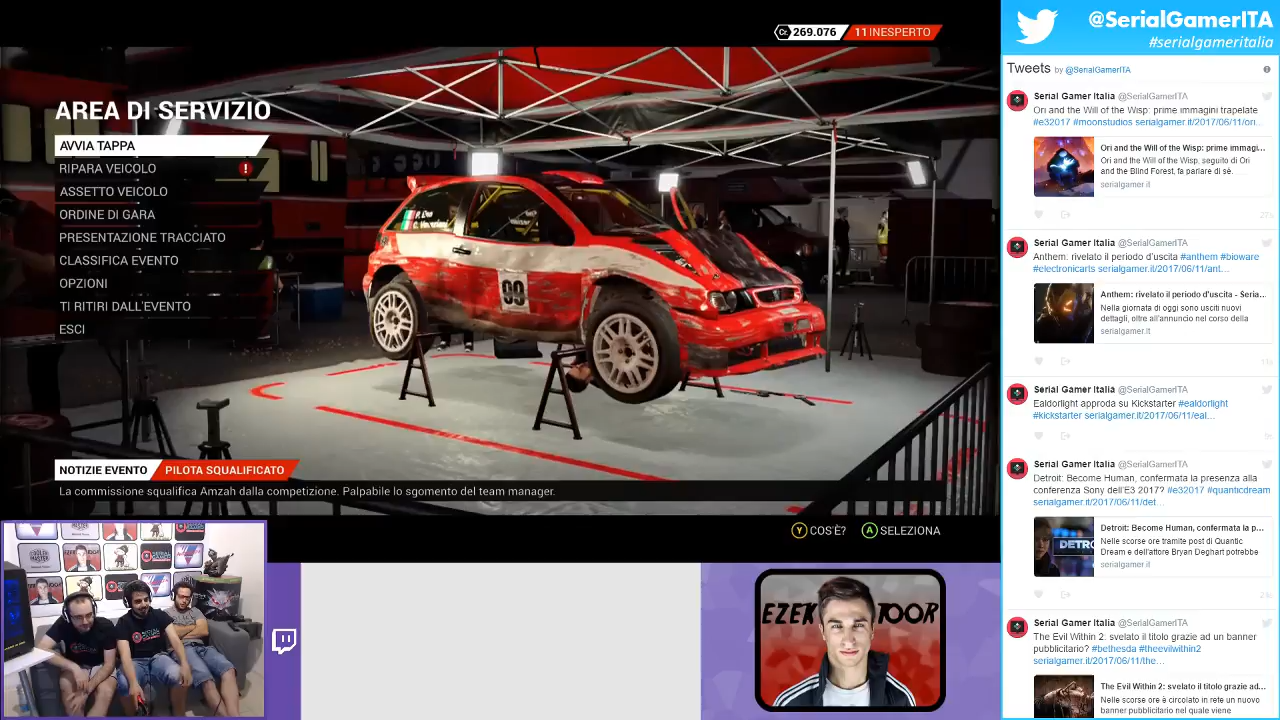 Cr. 269.076 11 INESPERTO
AREA DI SERVIZIO
AVVIA TAPPA
RIPARA VEICOLO !
ASSETTO VEICOLO
ORDINE DI GARA
PRESENTAZIONE TRACCIATO
CLASSIFICA EVENTO
OPZIONI
TI RITIRI DALL'EVENTO
ESCI
99
NOTIZIE EVENTO PILOTA SQUALIFICATO
La commissione squalifica Amzah dalla competizione. Palpabile lo sgomento del team manager.
Y COS'È? A SELEZIONA
EZEK TOOR
@SerialGamerITA
#serialgameritalia
Tweets by @SerialGamerITA
Serial Gamer Italia @SerialGamerITA
Ori and the Will of the Wisp: prime immagini trapelate
#e32017 #moonstudios serialgamer.it/2017/06/11/ori…
Ori and the Will of the Wisp: prime immagi...
Ori and the Will of the Wisp, seguito di Ori
and the Blind Forest, fa parlare di sé.
serialgamer.it
Serial Gamer Italia @SerialGamerITA
Anthem: rivelato il periodo d'uscita #anthem #bioware
#electronicarts serialgamer.it/2017/06/11/ant…
Anthem: rivelato il periodo d'uscita - Seria...
Nella giornata di oggi sono usciti nuovi
dettagli, oltre all'annuncio nel corso della
serialgamer.it
Serial Gamer Italia @SerialGamerITA
Ealdorlight approda su Kickstarter #ealdorlight
#kickstarter serialgamer.it/2017/06/11/eal…
Serial Gamer Italia @SerialGamerITA
Detroit: Become Human, confermata la presenza alla
conferenza Sony dell'E3 2017? #e32017 #quanticdream
serialgamer.it/2017/06/11/det…
DETRO
Detroit: Become Human, confermata la p...
Nelle scorse ore tramite post di Quantic
Dream e dell'attore Bryan Deghart potrebbe
serialgamer.it
Serial Gamer Italia @SerialGamerITA
The Evil Within 2: svelato il titolo grazie ad un banner
pubblicitario? #bethesda #theevilwithin2
serialgamer.it/2017/06/11/the…
The Evil Within 2: svelato il titolo grazie ad...
Nelle scorse ore è circolato in rete un nuovo
banner pubblicitario nel quale viene